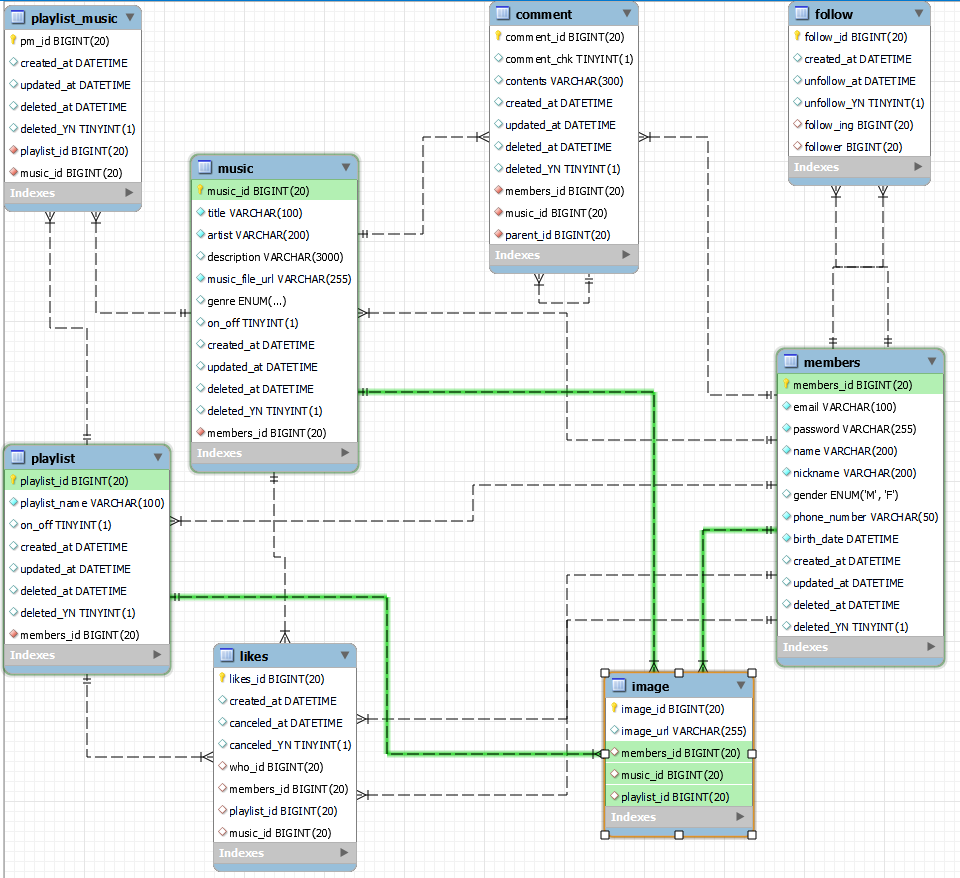 playlist_music
pm_id BIGINT(20)
created_at DATETIME
updated_at DATETIME
deleted_at DATETIME
deleted_YN TINYINT(1)
playlist_id BIGINT(20)
music_id BIGINT(20)
Indexes
comment
comment_id BIGINT(20)
comment_chk TINYINT(1)
contents VARCHAR(300)
created_at DATETIME
updated_at DATETIME
deleted_at DATETIME
deleted_YN TINYINT(1)
members_id BIGINT(20)
music_id BIGINT(20)
parent_id BIGINT(20)
Indexes
follow
follow_id BIGINT(20)
created_at DATETIME
unfollow_at DATETIME
unfollow_YN TINYINT(1)
follow_ing BIGINT(20)
follower BIGINT(20)
Indexes
music
music_id BIGINT(20)
title VARCHAR(100)
artist VARCHAR(200)
description VARCHAR(3000)
music_file_url VARCHAR(255)
genre ENUM(...)
on_off TINYINT(1)
created_at DATETIME
updated_at DATETIME
deleted_at DATETIME
deleted_YN TINYINT(1)
members_id BIGINT(20)
Indexes
members
members_id BIGINT(20)
email VARCHAR(100)
password VARCHAR(255)
name VARCHAR(200)
nickname VARCHAR(200)
gender ENUM('M', 'F')
phone_number VARCHAR(50)
birth_date DATETIME
created_at DATETIME
updated_at DATETIME
deleted_at DATETIME
deleted_YN TINYINT(1)
Indexes
playlist
playlist_id BIGINT(20)
playlist_name VARCHAR(100)
on_off TINYINT(1)
created_at DATETIME
updated_at DATETIME
deleted_at DATETIME
deleted_YN TINYINT(1)
members_id BIGINT(20)
Indexes
likes
likes_id BIGINT(20)
created_at DATETIME
canceled_at DATETIME
canceled_YN TINYINT(1)
who_id BIGINT(20)
members_id BIGINT(20)
playlist_id BIGINT(20)
music_id BIGINT(20)
Indexes
image
image_id BIGINT(20)
image_url VARCHAR(255)
members_id BIGINT(20)
music_id BIGINT(20)
playlist_id BIGINT(20)
Indexes